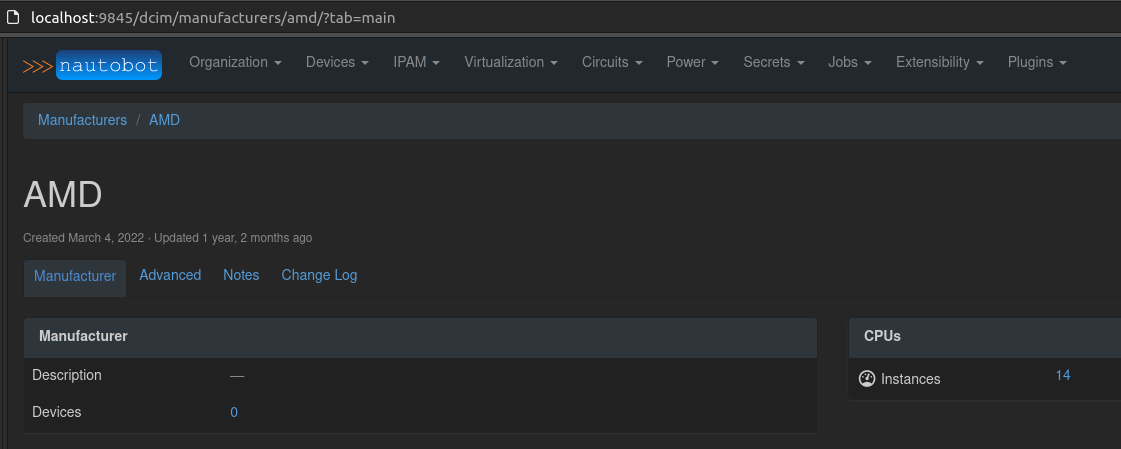 localhost:9845/dcim/manufacturers/amd/?tab=main
>>> nautobot Organization Devices IPAM Virtualization Circuits Power Secrets Jobs Extensibility Plugins
Manufacturers / AMD
AMD
Created March 4, 2022 · Updated 1 year, 2 months ago
Manufacturer Advanced Notes Change Log
Manufacturer
Description —
Devices 0
CPUs
Instances 14